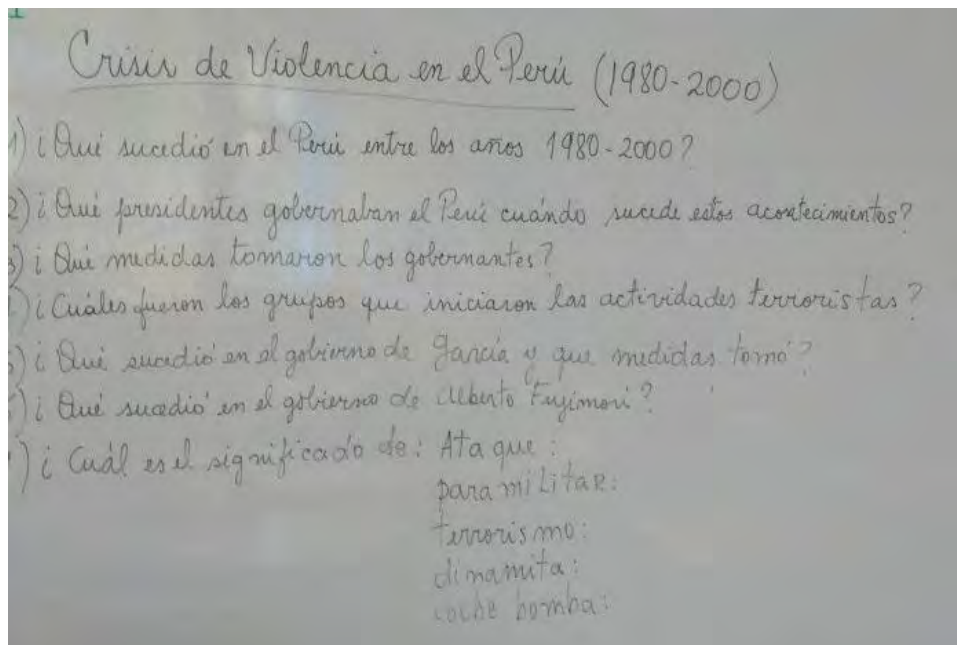 Crisis de Violencia en el Perú (1980-2000)
1) ¿Qué sucedió en el Perú entre los años 1980-2000?
2) ¿Qué presidentes gobernaban el Perú cuándo sucede estos acontecimientos?
3) ¿Qué medidas tomaron los gobernantes?
) ¿Cuáles fueron los grupos que iniciaron las actividades terroristas?
5) ¿Qué sucedió en el gobierno de García y que medidas tomó?
) ¿Qué sucedió en el gobierno de Alberto Fujimori?
) ¿Cuál es el significado de: Ataque:
paramilitar:
terrorismo:
dinamita:
coche bomba: